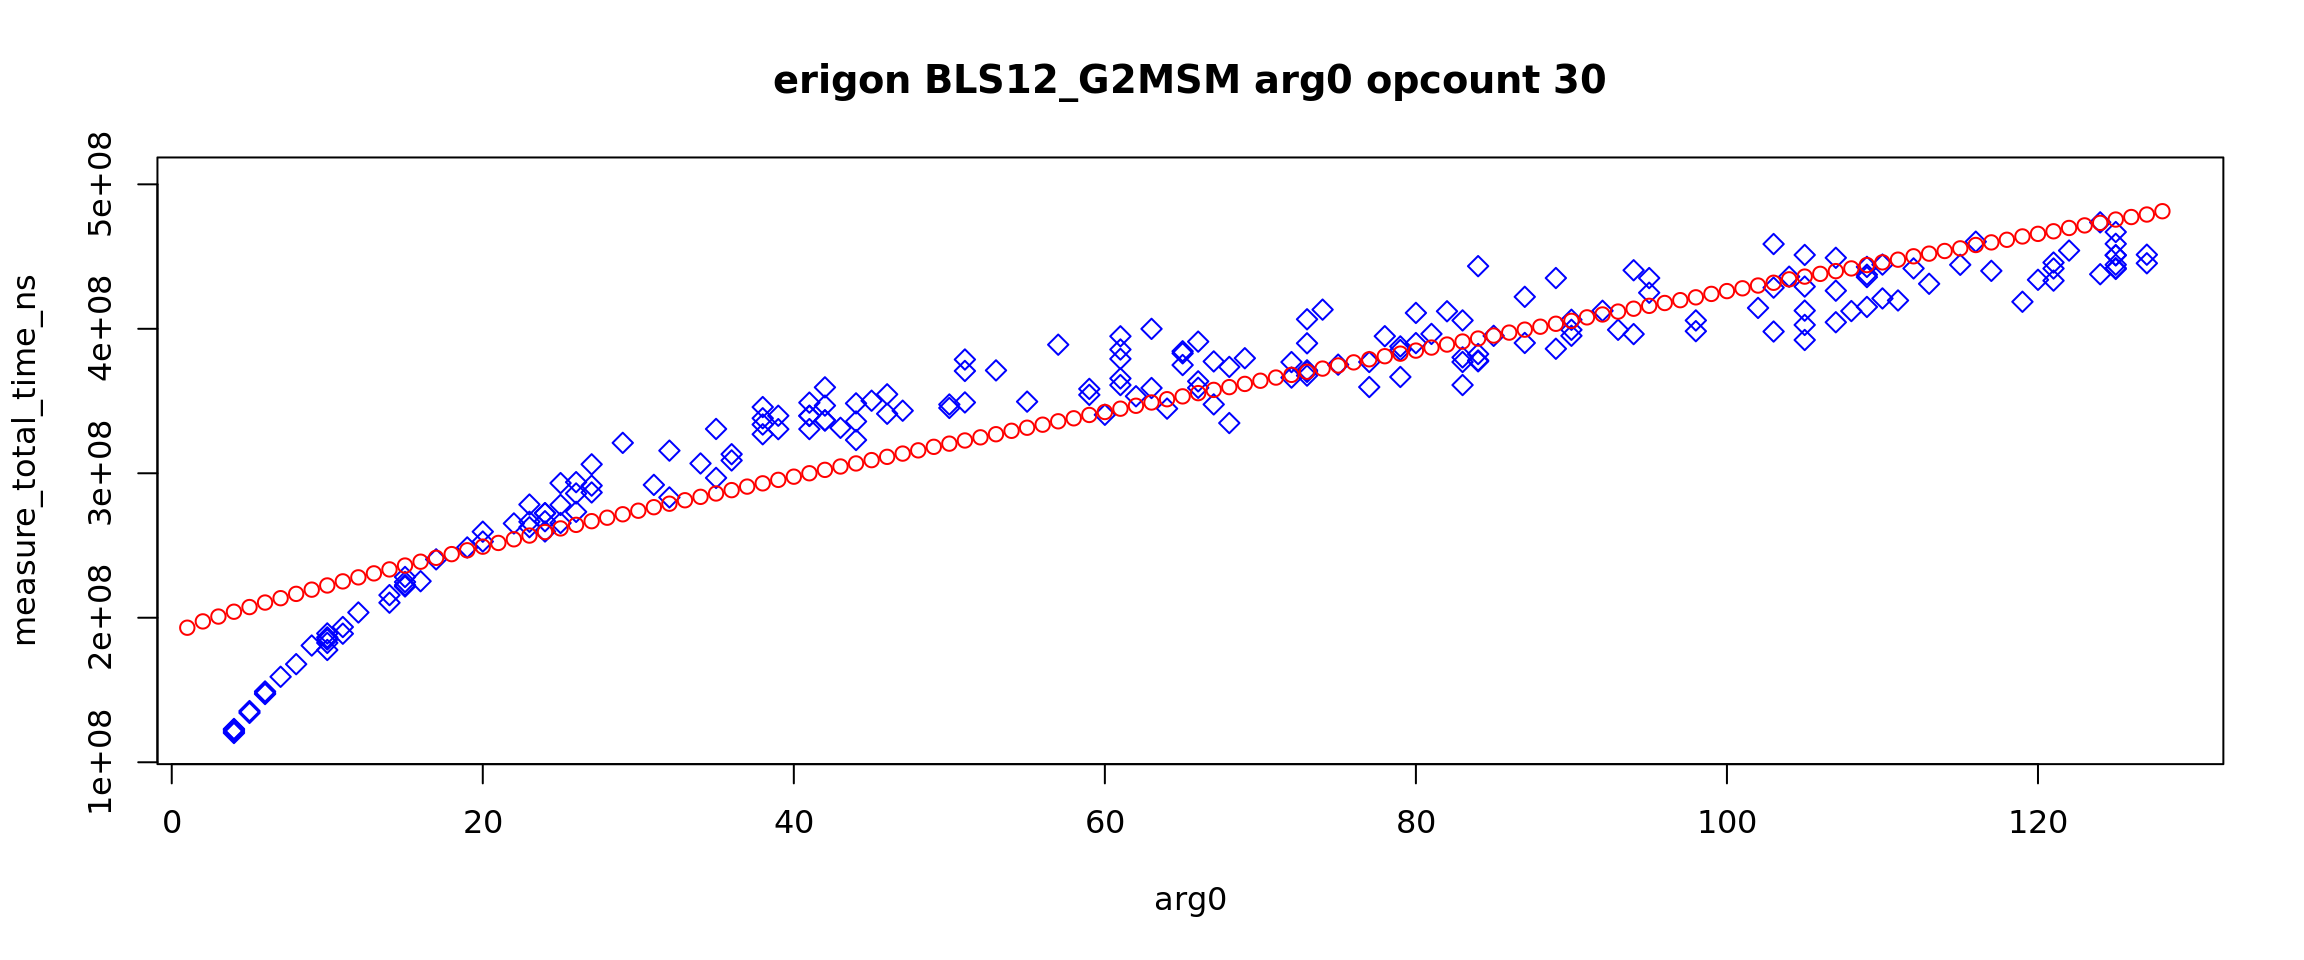 erigon BLS12_G2MSM arg0 opcount 30
measure_total_time_ns
5e+08
4e+08
3e+08
2e+08
1e+08
0 20 40 60 80 100 120
arg0